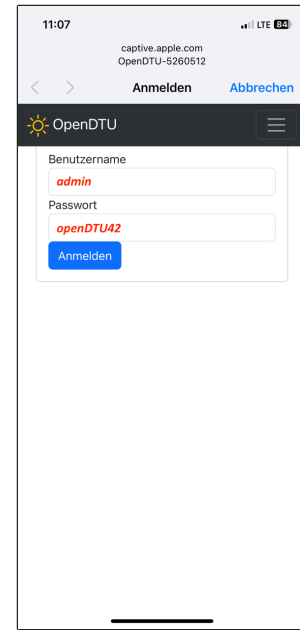 11:07 LTE 84
captive.apple.com
OpenDTU-5260512
Anmelden Abbrechen
OpenDTU
Benutzername
admin
Passwort
openDTU42
Anmelden